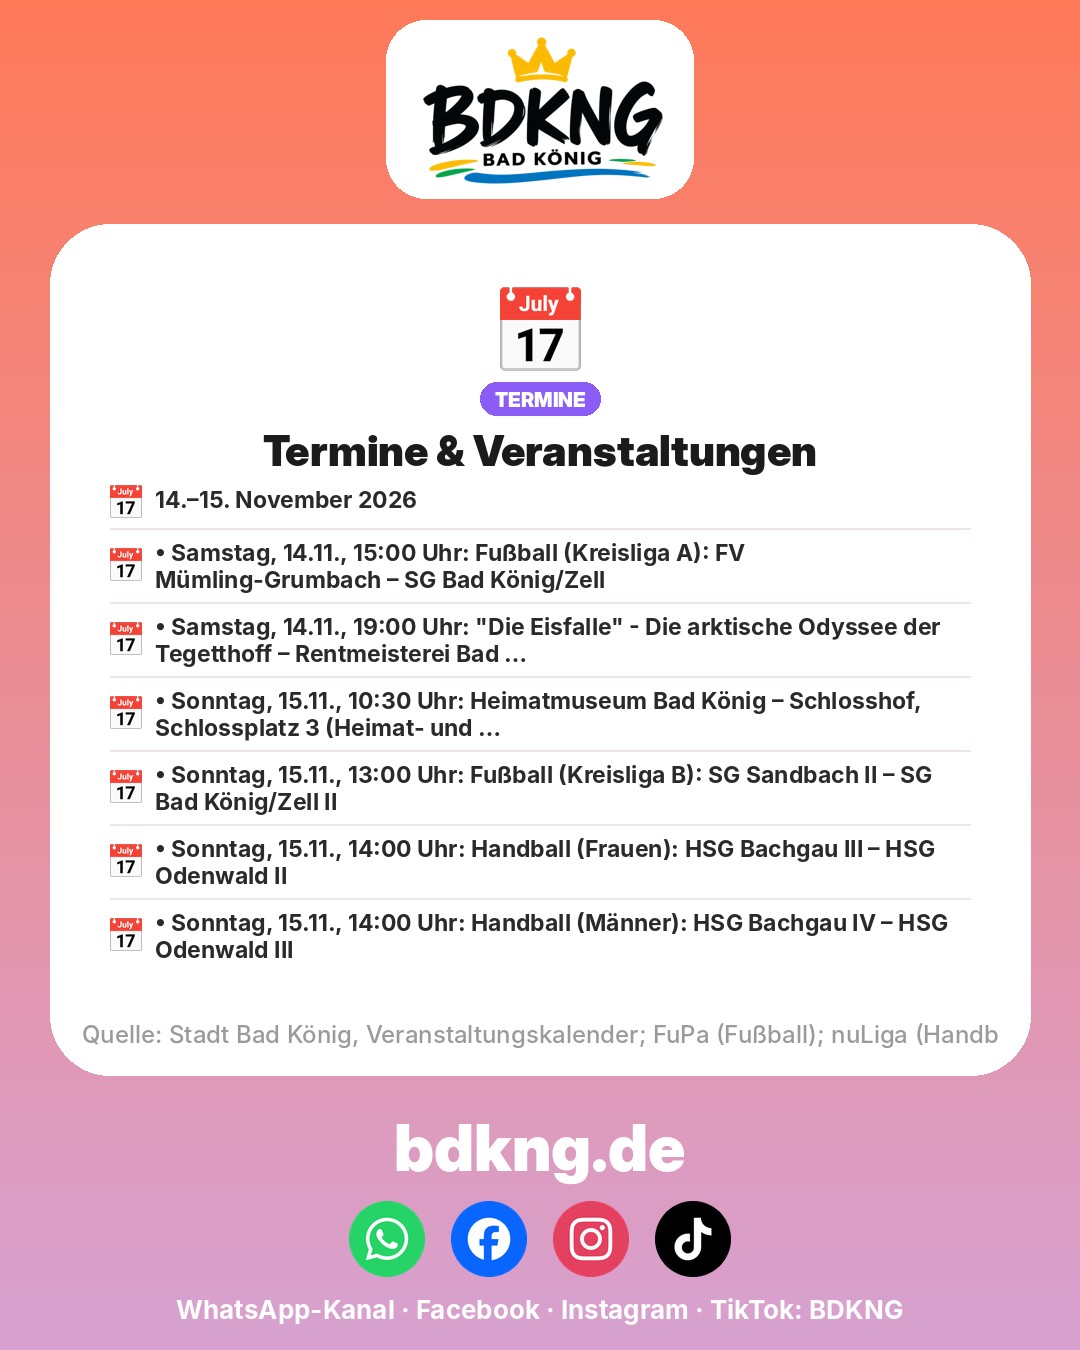 BDKNG
BAD KÖNIG
July
17
TERMINE
Termine & Veranstaltungen
July
17
14.–15. November 2026
July
17
• Samstag, 14.11., 15:00 Uhr: Fußball (Kreisliga A): FV
Mümling-Grumbach – SG Bad König/Zell
July
17
• Samstag, 14.11., 19:00 Uhr: "Die Eisfalle" - Die arktische Odyssee der
Tegetthoff – Rentmeisterei Bad …
July
17
• Sonntag, 15.11., 10:30 Uhr: Heimatmuseum Bad König – Schlosshof,
Schlossplatz 3 (Heimat- und …
July
17
• Sonntag, 15.11., 13:00 Uhr: Fußball (Kreisliga B): SG Sandbach II – SG
Bad König/Zell II
July
17
• Sonntag, 15.11., 14:00 Uhr: Handball (Frauen): HSG Bachgau III – HSG
Odenwald II
July
17
• Sonntag, 15.11., 14:00 Uhr: Handball (Männer): HSG Bachgau IV – HSG
Odenwald III
Quelle: Stadt Bad König, Veranstaltungskalender; FuPa (Fußball); nuLiga (Handb
bdkng.de
WhatsApp-Kanal · Facebook · Instagram · TikTok: BDKNG